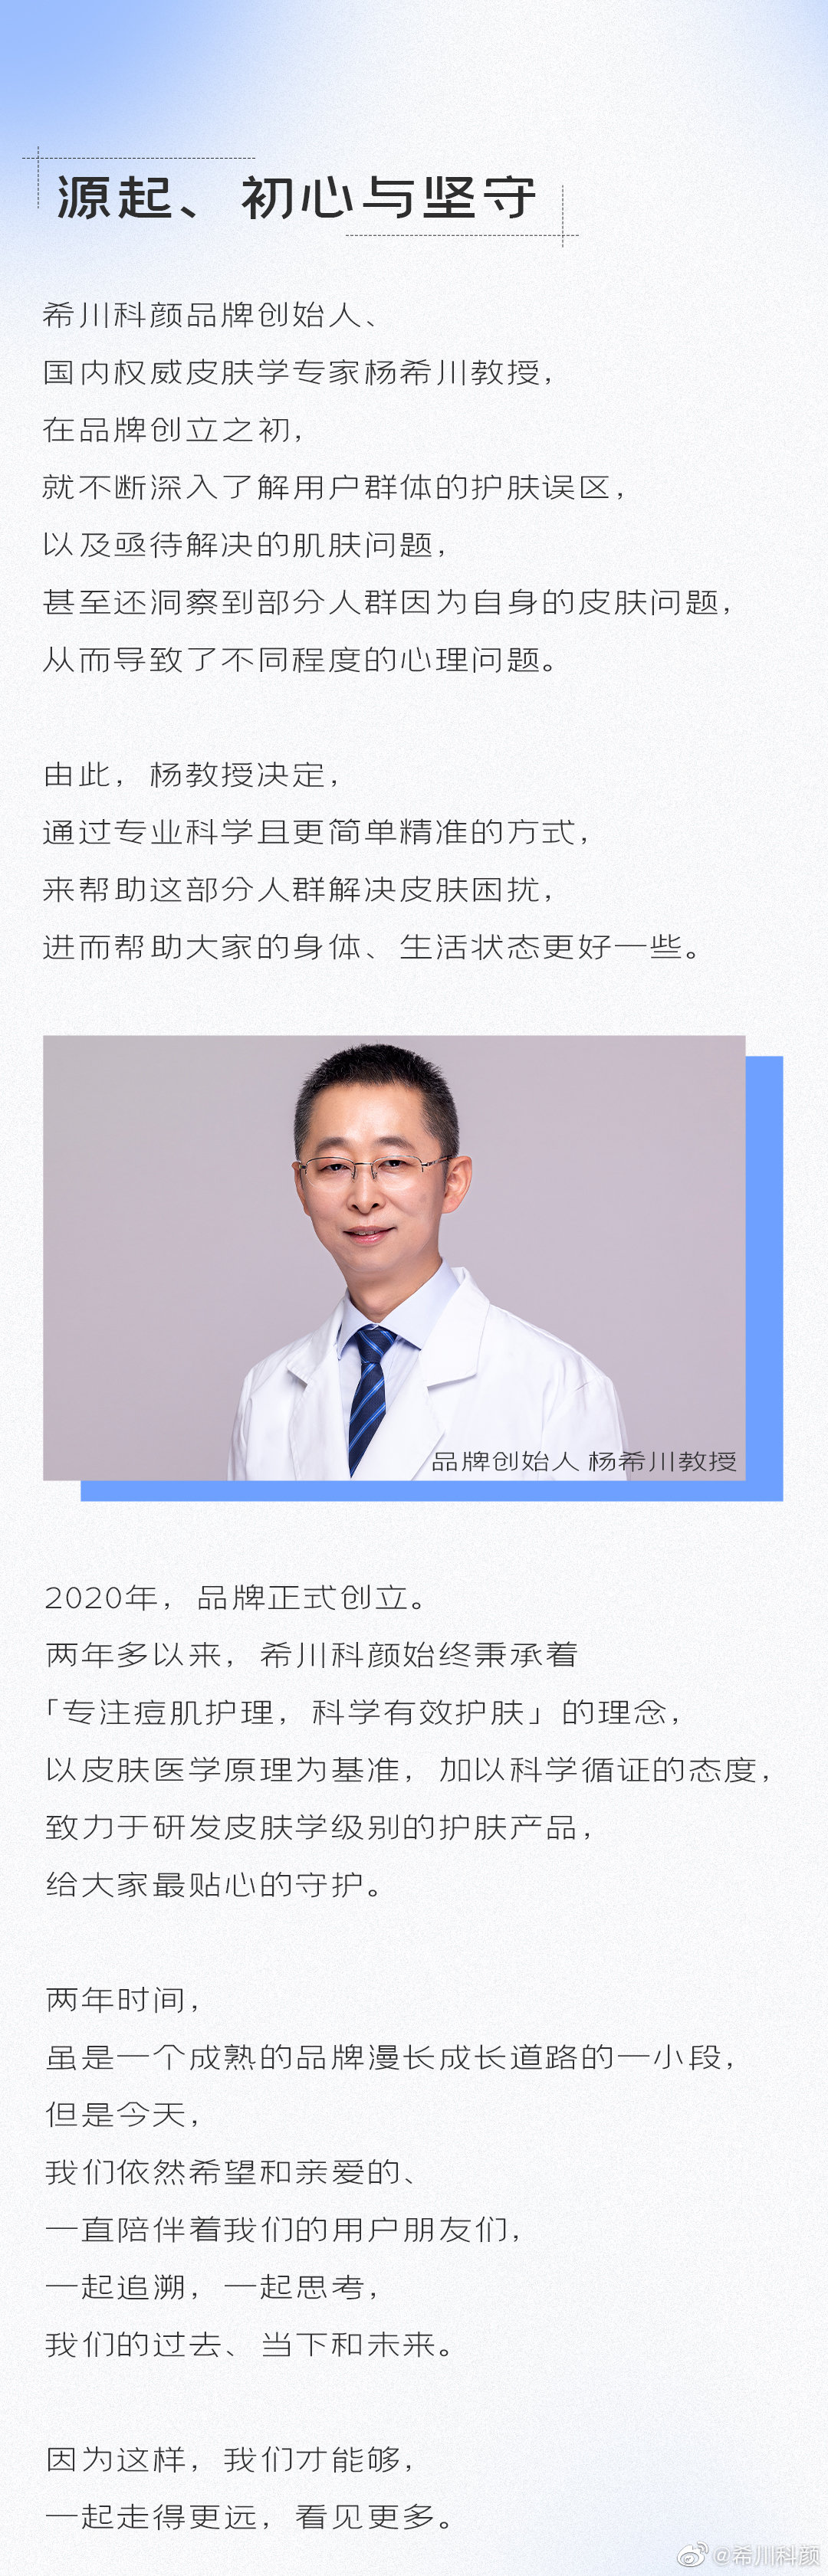 源起、初心与坚守
希川科颜品牌创始人、
国内权威皮肤学专家杨希川教授，
在品牌创立之初，
就不断深入了解用户群体的护肤误区，
以及亟待解决的肌肤问题，
甚至还洞察到部分人群因为自身的皮肤问题，
从而导致了不同程度的心理问题。
由此，杨教授决定，
通过专业科学且更简单精准的方式，
来帮助这部分人群解决皮肤困扰，
进而帮助大家的身体、生活状态更好一些。
品牌创始人 杨希川教授
2020年，品牌正式创立。
两年多以来，希川科颜始终秉承着
「专注痘肌护理，科学有效护肤」的理念，
以皮肤医学原理为基准，加以科学循证的态度，
致力于研发皮肤学级别的护肤产品，
给大家最贴心的守护。
两年时间，
虽是一个成熟的品牌漫长成长道路的一小段，
但是今天，
我们依然希望和亲爱的、
一直陪伴着我们的用户朋友们，
一起追溯，一起思考，
我们的过去、当下和未来。
因为这样，我们才能够，
一起走得更远，看见更多。
@希川科颜